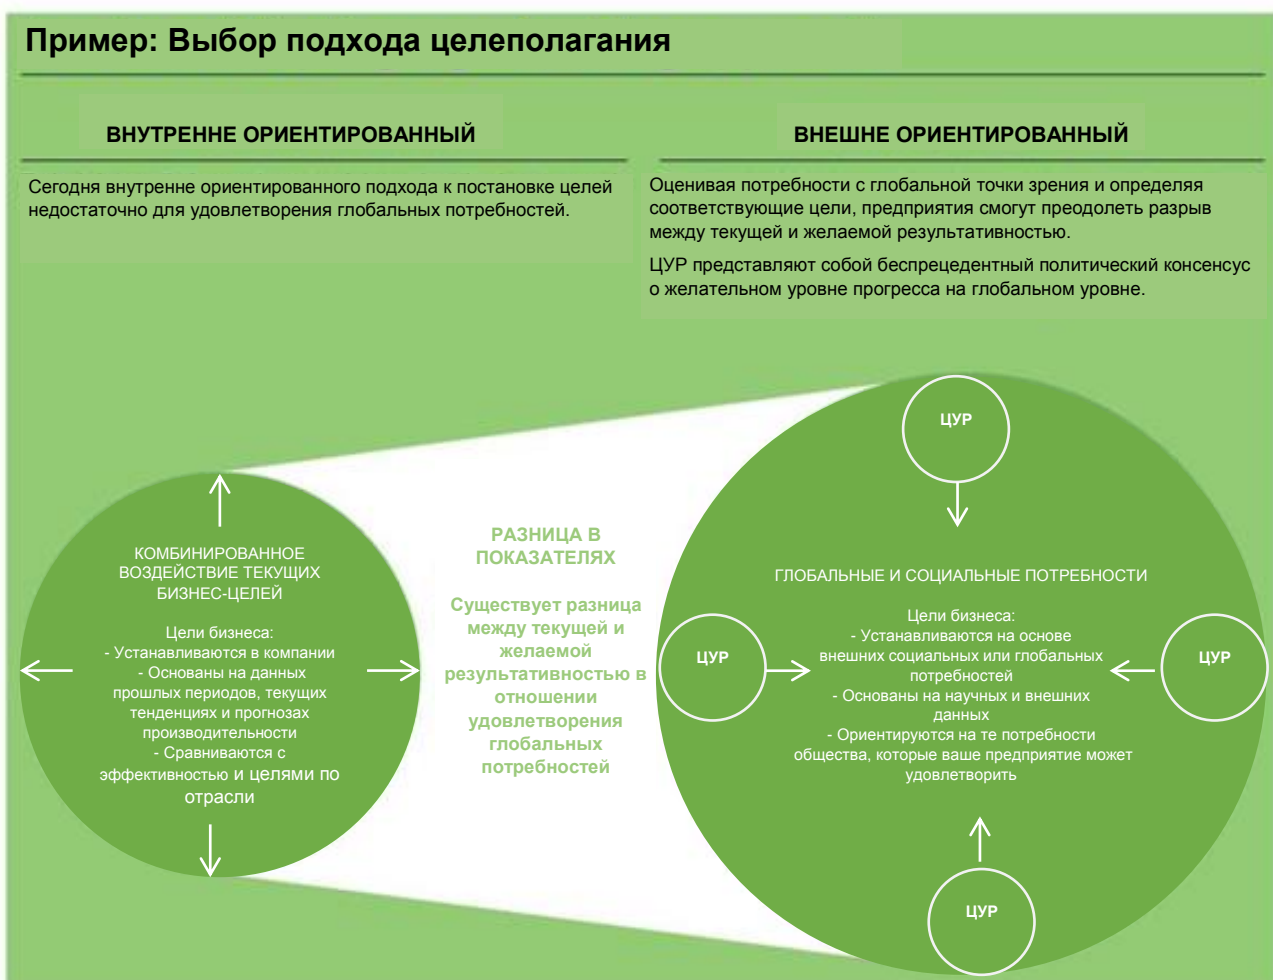 Пример: Выбор подхода целеполагания
ВНУТРЕННЕ ОРИЕНТИРОВАННЫЙ
Сегодня внутренне ориентированного подхода к постановке целей
недостаточно для удовлетворения глобальных потребностей.
ВНЕШНЕ ОРИЕНТИРОВАННЫЙ
Оценивая потребности с глобальной точки зрения и определяя
соответствующие цели, предприятия смогут преодолеть разрыв
между текущей и желаемой результативностью.
ЦУР представляют собой беспрецедентный политический консенсус
о желательном уровне прогресса на глобальном уровне.
КОМБИНИРОВАННОЕ
ВОЗДЕЙСТВИЕ ТЕКУЩИХ
БИЗНЕС-ЦЕЛЕЙ
Цели бизнеса:
- Устанавливаются в компании
- Основаны на данных
прошлых периодов, текущих
тенденциях и прогнозах
производительности
- Сравниваются с
эффективностью и целями по
отрасли
РАЗНИЦА В
ПОКАЗАТЕЛЯХ
Существует разница
между текущей и
желаемой
результативностью в
отношении
удовлетворения
глобальных
потребностей
ЦУР
ГЛОБАЛЬНЫЕ И СОЦИАЛЬНЫЕ ПОТРЕБНОСТИ
ЦУР
Цели бизнеса:
- Устанавливаются на основе
внешних социальных или глобальных
потребностей
- Основаны на научных и внешних
данных
- Ориентируются на те потребности
общества, которые ваше предприятие может
удовлетворить
ЦУР
ЦУР